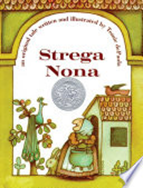 an original tale written and illustrated by Tomie dePaola
Strega
Nona